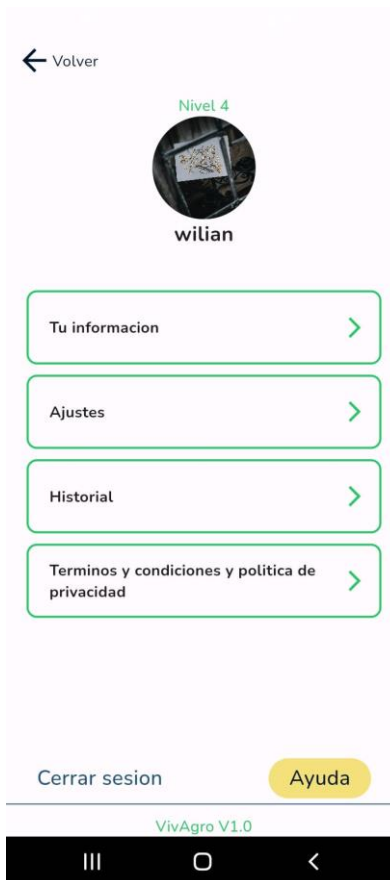 Volver
Nivel 4
wilian
Tu informacion
Ajustes
Historial
Terminos y condiciones y politica de
privacidad
Cerrar sesion
Ayuda
VivAgro V1.0